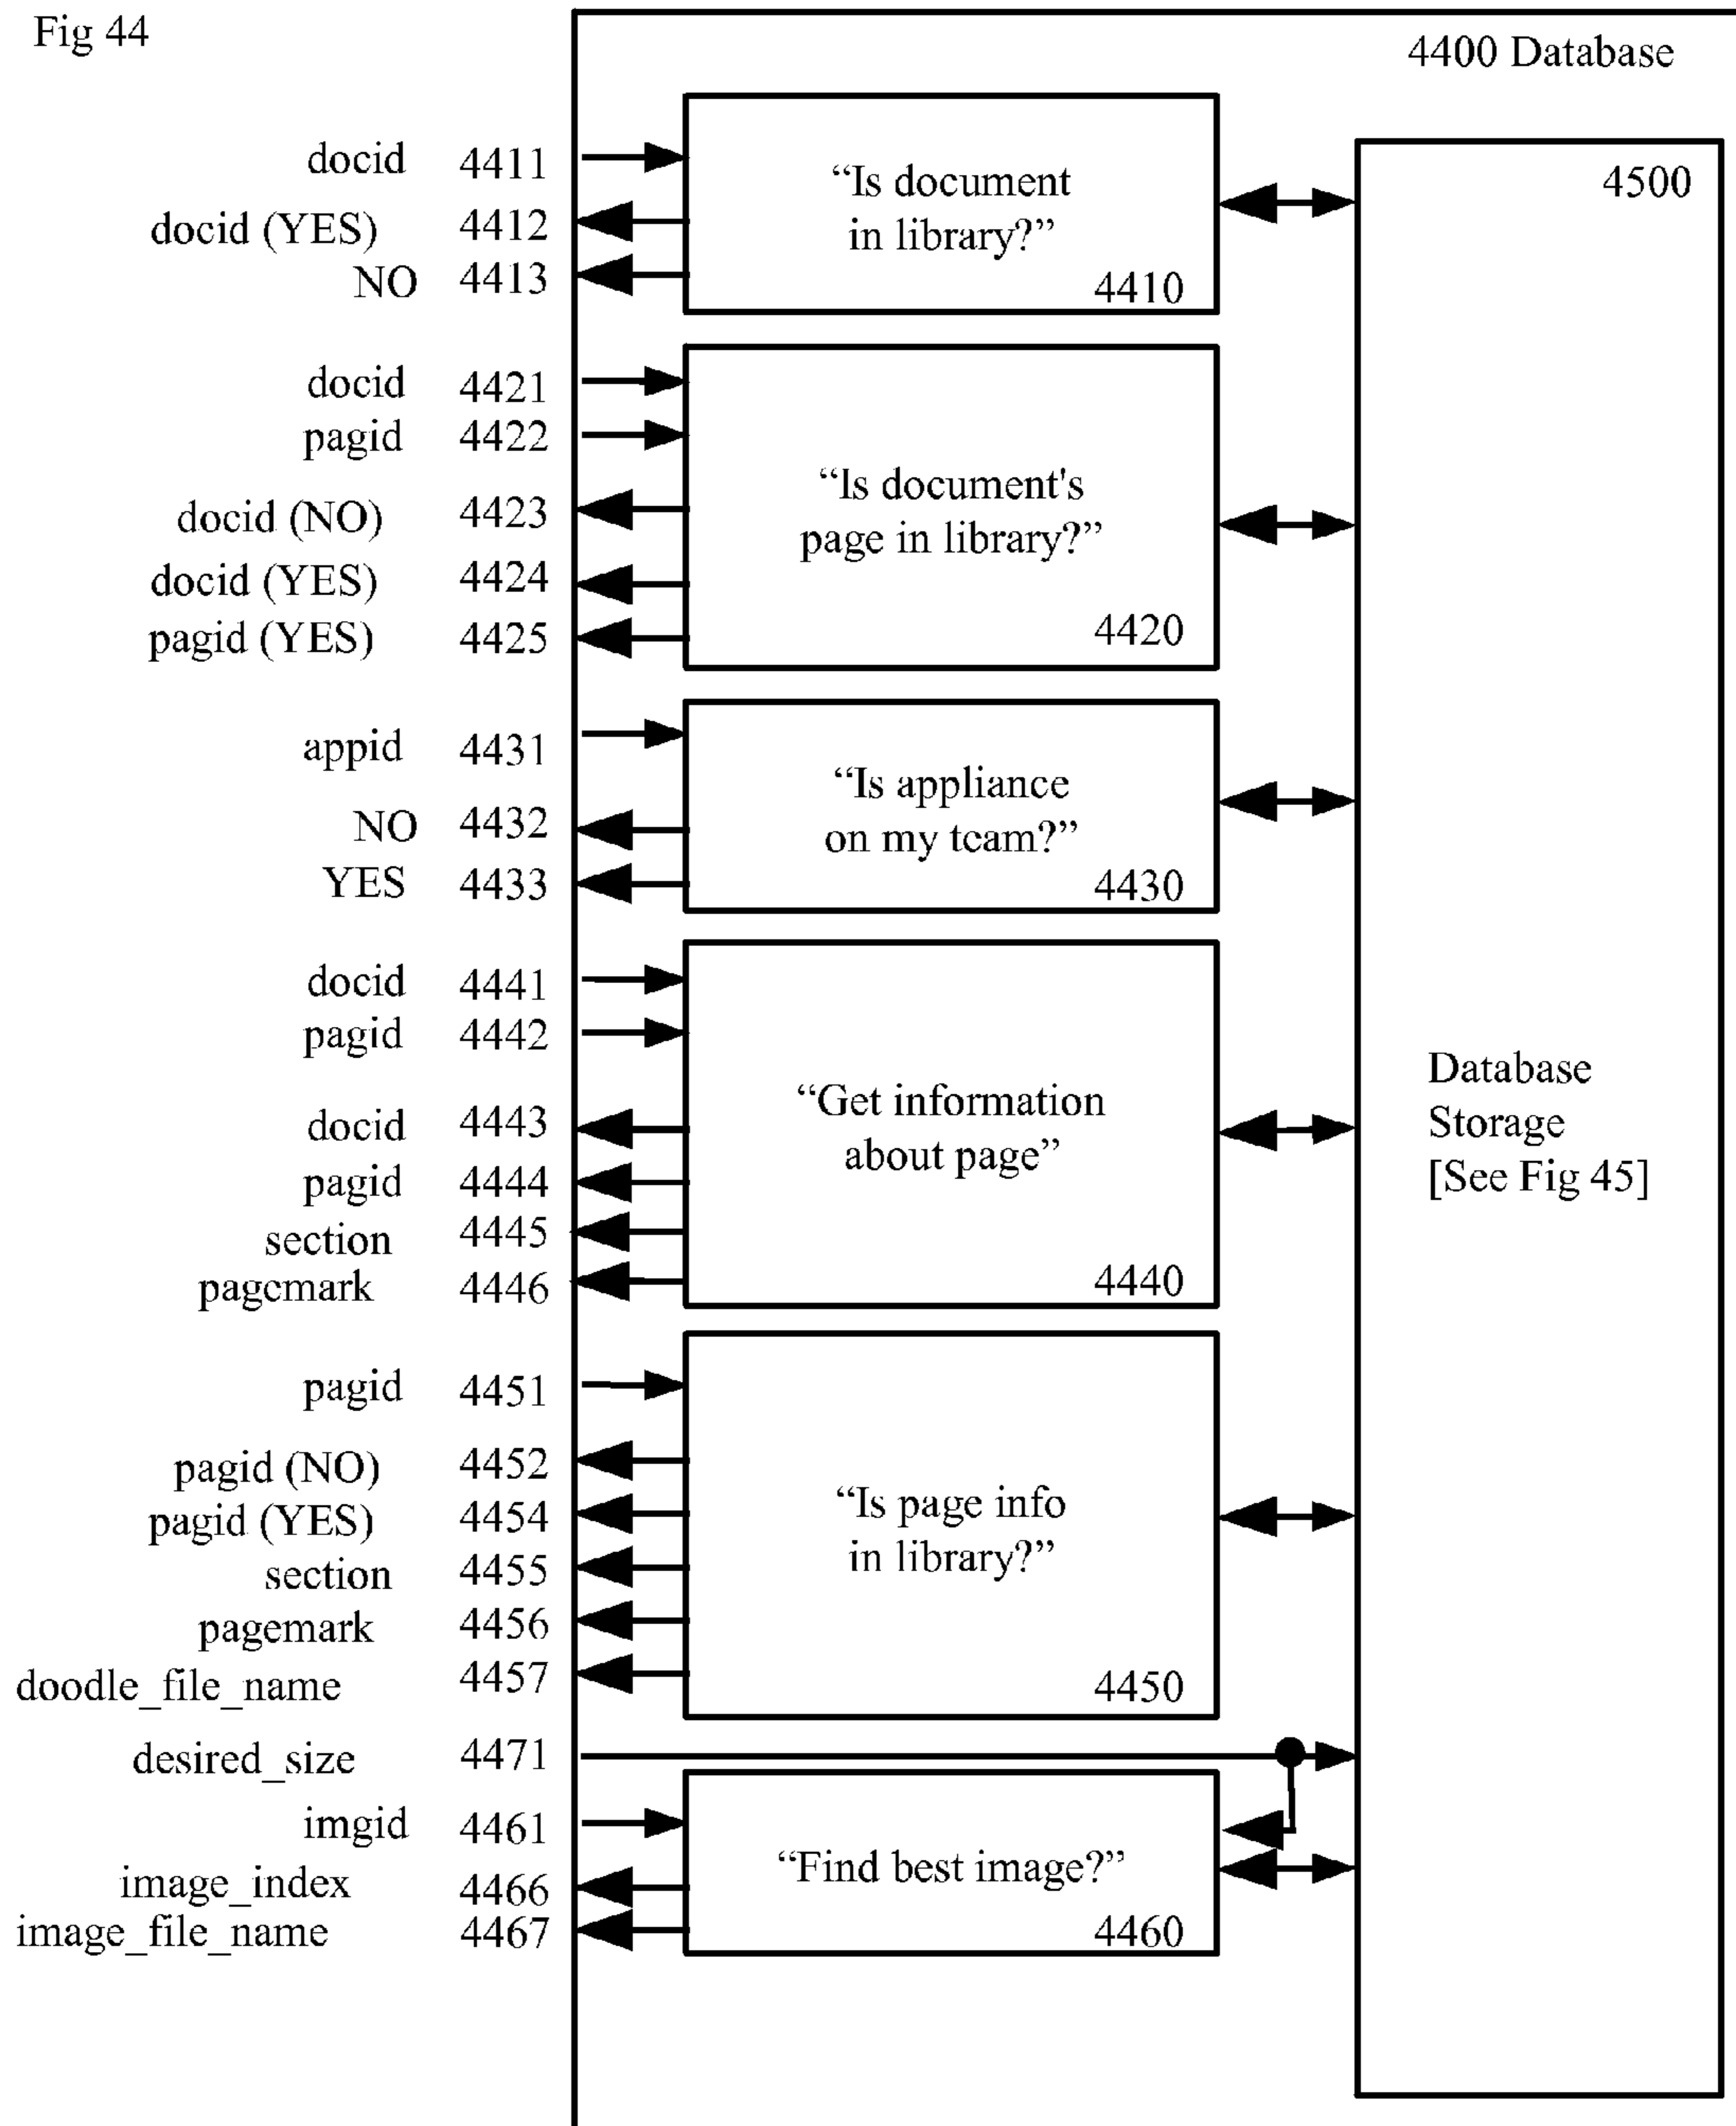 Fig 44
4400 Database
docid 4411
docid (YES) 4412
NO 4413
“Is document
in library?”
4410
4500
docid 4421
pagid 4422
docid (NO) 4423
docid (YES) 4424
pagid (YES) 4425
“Is document's
page in library?”
4420
appid 4431
NO 4432
YES 4433
“Is appliance
on my team?”
4430
docid 4441
pagid 4442
docid 4443
pagid 4444
section 4445
pagemark 4446
“Get information
about page”
4440
Database
Storage
[See Fig 45]
pagid 4451
pagid (NO) 4452
pagid (YES) 4454
section 4455
pagemark 4456
doodle_file_name 4457
“Is page info
in library?”
4450
desired_size 4471
imgid 4461
image_index 4466
image_file_name 4467
“Find best image?”
4460